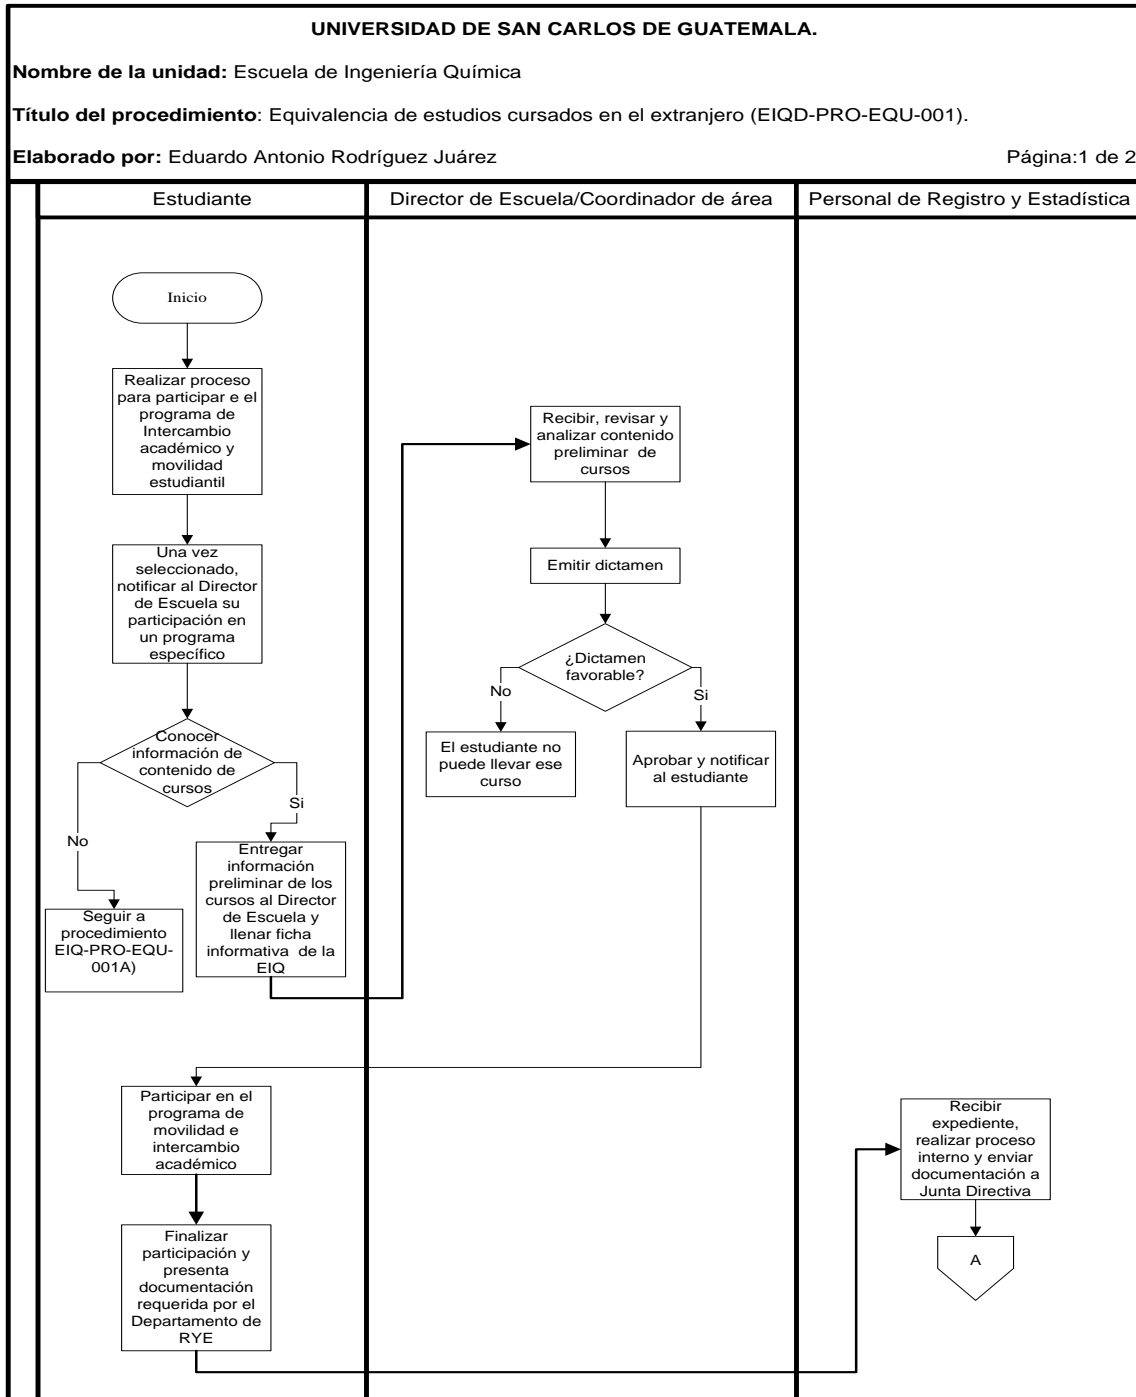 UNIVERSIDAD DE SAN CARLOS DE GUATEMALA.
Nombre de la unidad: Escuela de Ingeniería Química
Título del procedimiento: Equivalencia de estudios cursados en el extranjero (EIQD-PRO-EQU-001).
Elaborado por: Eduardo Antonio Rodríguez Juárez
Página:1 de 2
Estudiante
Director de Escuela/Coordinador de área
Personal de Registro y Estadística
Inicio
Realizar proceso
para participar e el
programa de
Intercambio
académico y
movilidad
estudiantil
Una vez
seleccionado,
notificar al Director
de Escuela su
participación en
un programa
específico
Conocer
información de
contenido de
cursos
No
Si
Seguir a
procedimiento
EIQ-PRO-EQU-
001A)
Entregar
información
preliminar de los
cursos al Director
de Escuela y
llenar ficha
informativa de la
EIQ
Recibir, revisar y
analizar contenido
preliminar de
cursos
Emitir dictamen
¿Dictamen
favorable?
No
Si
El estudiante no
puede llevar ese
curso
Aprobar y notificar
al estudiante
Participar en el
programa de
movilidad e
intercambio
académico
Finalizar
participación y
presenta
documentación
requerida por el
Departamento de
RYE
Recibir
expediente,
realizar proceso
interno y enviar
documentación a
Junta Directiva
A